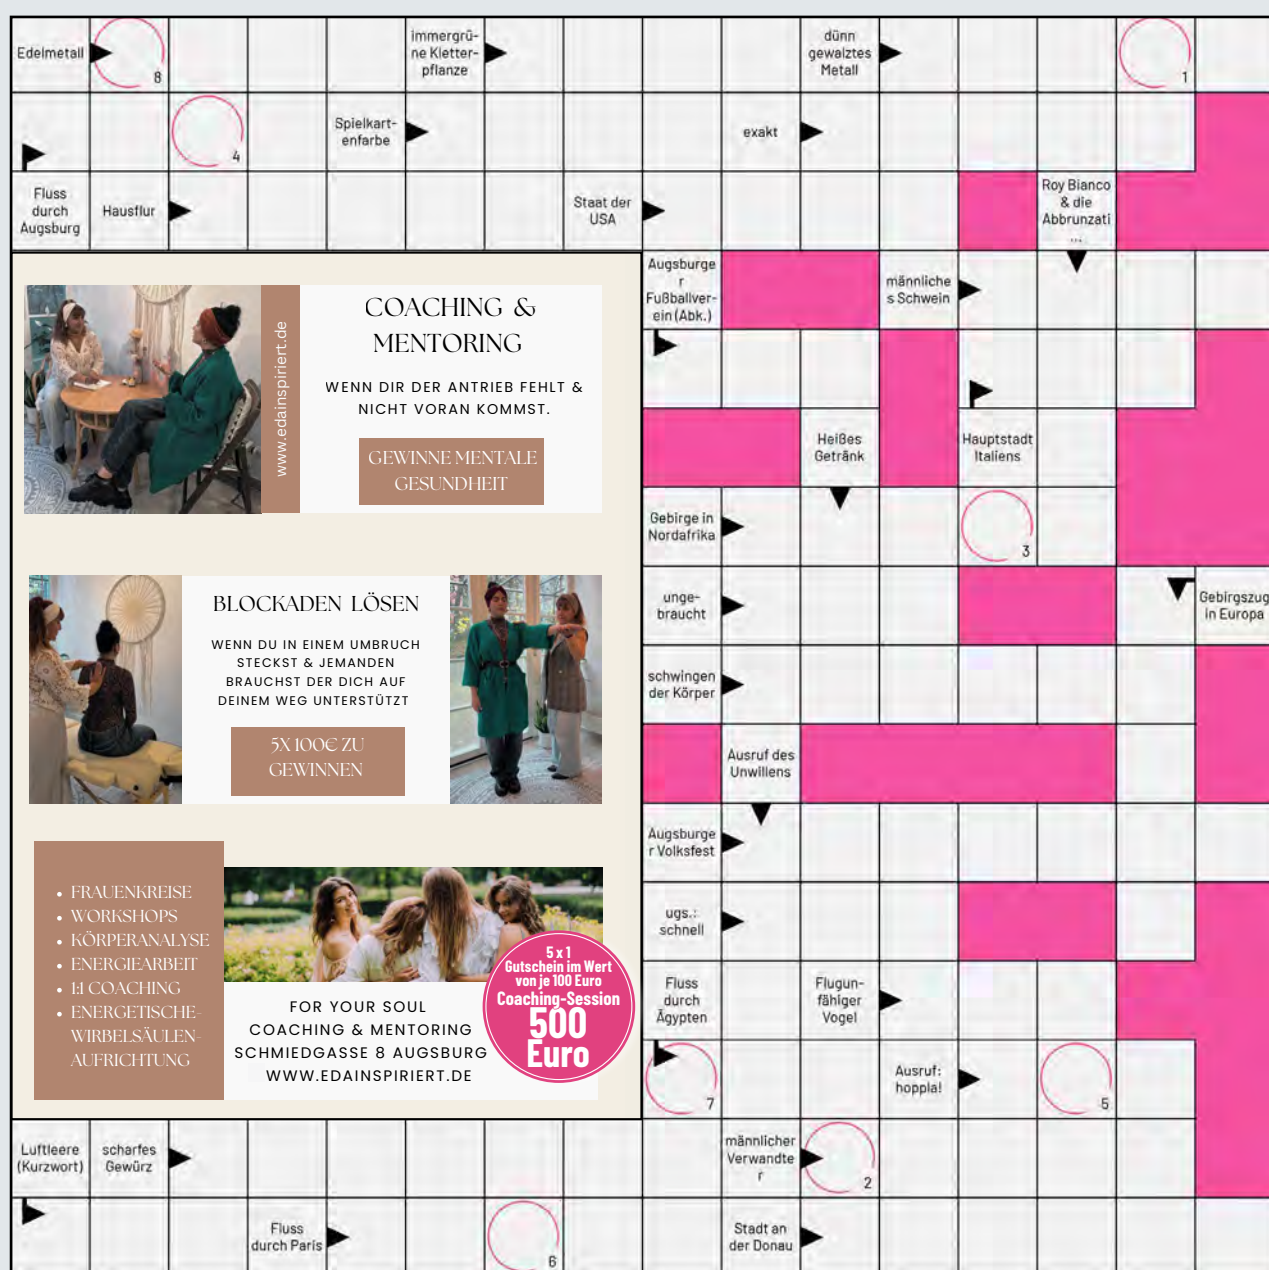 Edelmetall
8
immergrü-
ne Kletter-
pflanze
dünn
gewalztes
Metall
1
4
Spielkart-
enfarbe
exakt
Fluss
durch
Augsburg
Hausflur
Staat der
USA
Roy Bianco
& die
Abbrunzati
...
Augsburge
r
Fußballver-
ein (Abk.)
männliche
s Schwein
Heißes
Getränk
Hauptstadt
Italiens
Gebirge in
Nordafrika
3
unge-
braucht
Gebirgszug
in Europa
schwingen
der Körper
Ausruf des
Unwillens
Augsburge
r Volksfest
ugs.:
schnell
Fluss
durch
Ägypten
Flugun-
fähiger
Vogel
7
Ausruf:
hoppla!
5
www.edainspiriert.de
COACHING &
MENTORING
WENN DIR DER ANTRIEB FEHLT &
NICHT VORAN KOMMST.
GEWINNE MENTALE
GESUNDHEIT
BLOCKADEN LÖSEN
WENN DU IN EINEM UMBRUCH
STECKST & JEMANDEN
BRAUCHST DER DICH AUF
DEINEM WEG UNTERSTÜTZT
5X 100€ ZU
GEWINNEN
• FRAUENKREISE
• WORKSHOPS
• KÖRPERANALYSE
• ENERGIEARBEIT
• 1:1 COACHING
• ENERGETISCHE-
WIRBELSÄULEN-
AUFRICHTUNG
5 x 1
Gutschein im Wert
von je 100 Euro
Coaching-Session
500
Euro
FOR YOUR SOUL
COACHING & MENTORING
SCHMIEDGASSE 8 AUGSBURG
WWW.EDAINSPIRIERT.DE
Luftleere
(Kurzwort)
scharfes
Gewürz
männlicher
Verwandte
r
2
Fluss
durch Paris
6
Stadt an
der Donau